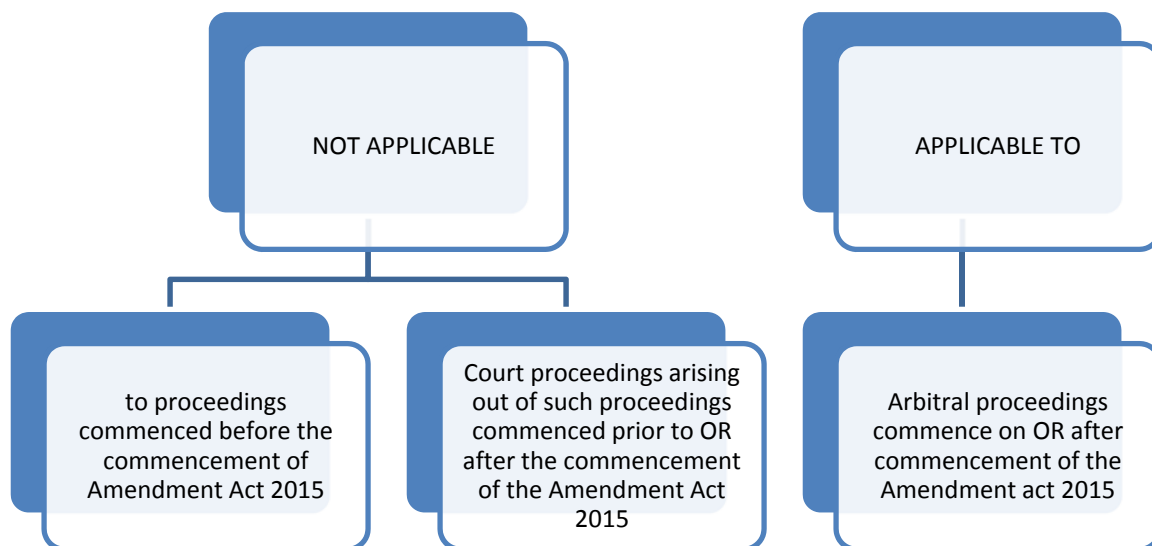 NOT APPLICABLE
APPLICABLE TO
to proceedings
commenced before the
commencement of
Amendment Act 2015
Court proceedings arising
out of such proceedings
commenced prior to OR
after the commencement
of the Amendment Act
2015
Arbitral proceedings
commence on OR after
commencement of the
Amendment act 2015